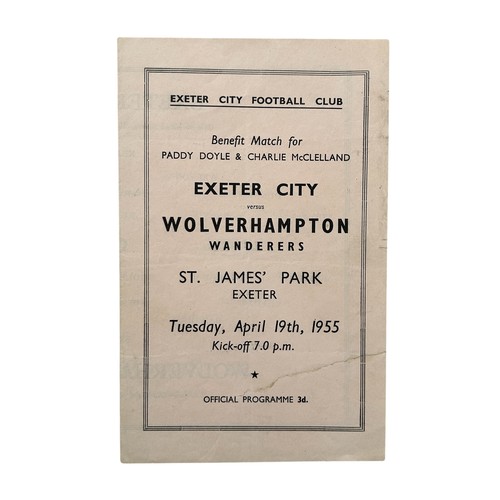 EXETER CITY FOOTBALL CLUB
Benefit Match for
PADDY DOYLE & CHARLIE McCLELLAND
EXETER CITY
versus
WOLVERHAMPTON
WANDERERS
ST. JAMES' PARK
EXETER
Tuesday, April 19th, 1955
Kick-off 7.0 p.m.
★
OFFICIAL PROGRAMME 3d.